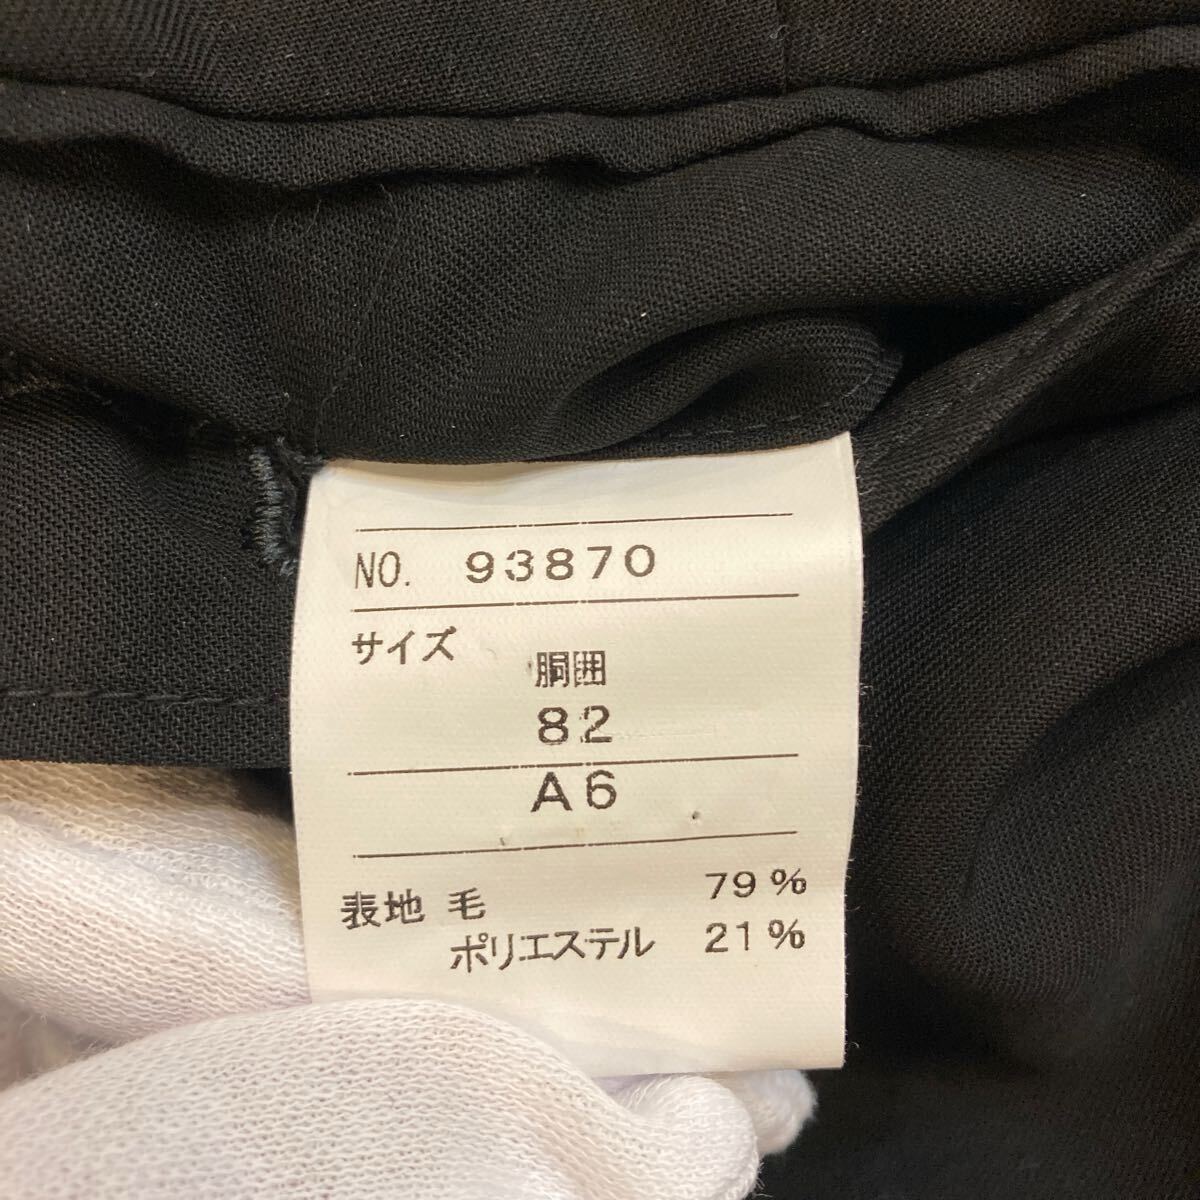 NO. 93870
サイズ
胴囲
82
A6
表地 毛 79%
ポリエステル 21%